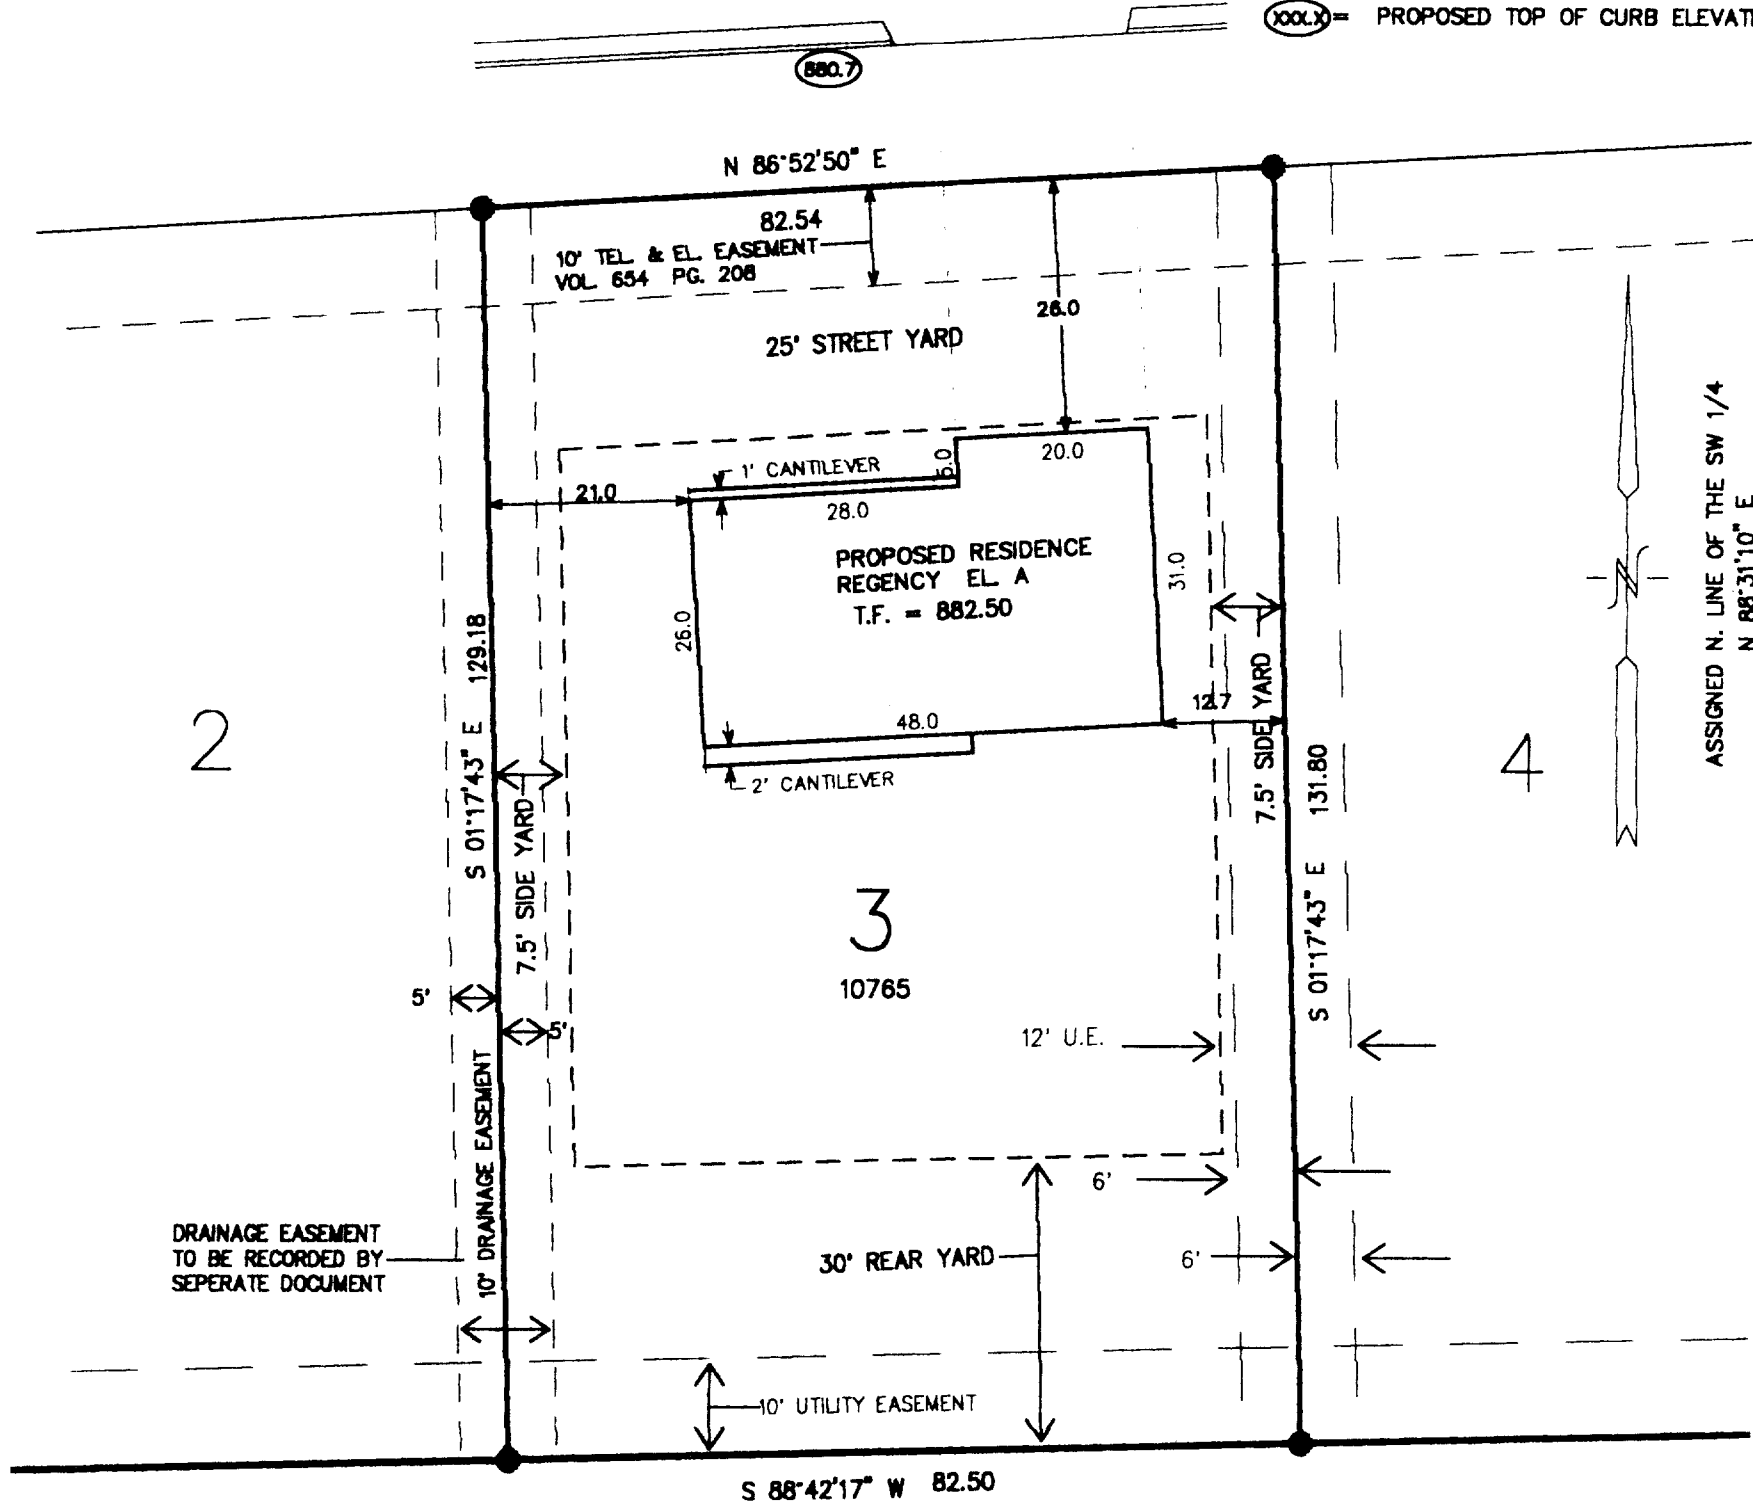 XXX.X = PROPOSED TOP OF CURB ELEVATI
880.7
N 86°52'50" E
82.54
10' TEL. & EL. EASEMENT
VOL. 654 PG. 208
26.0
25' STREET YARD
1' CANTILEVER
5.0
20.0
21.0
28.0
PROPOSED RESIDENCE
REGENCY EL. A
T.F. = 882.50
31.0
26.0
48.0
12.7
2' CANTILEVER
S 01°17'43" E 129.18
7.5' SIDE YARD
7.5' SIDE YARD
S 01°17'43" E 131.80
2
3
10765
4
N
ASSIGNED N. LINE OF THE SW 1/4
N 88°31'10" E
5'
5'
12' U.E.
6'
6'
10' DRAINAGE EASEMENT
DRAINAGE EASEMENT
TO BE RECORDED BY
SEPERATE DOCUMENT
30' REAR YARD
10' UTILITY EASEMENT
S 88°42'17" W 82.50